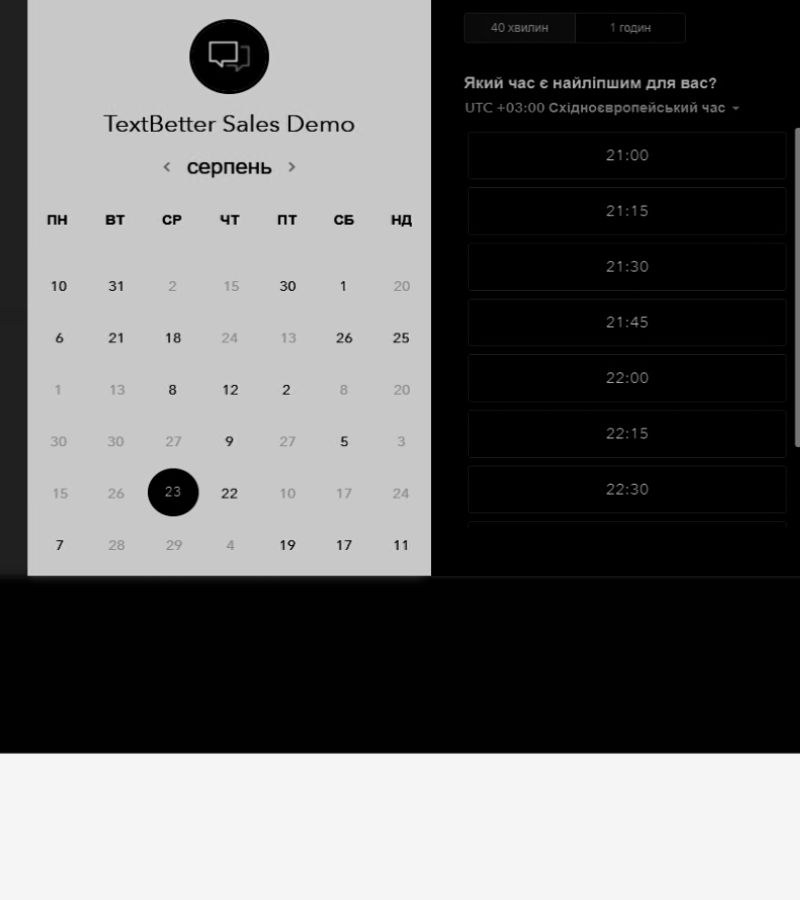 TextBetter Sales Demo
серпень
ПН ВТ СР ЧТ ПТ СБ НД
10 31 2 15 30 1 20
6 21 18 24 13 26 25
1 13 8 12 2 8 20
30 30 27 9 27 5 3
15 26 23 22 10 17 24
7 28 29 4 19 17 11
40 хвилин 1 годин
Який час є найліпшим для вас?
UTC +03:00 Східноєвропейський час
21:00
21:15
21:30
21:45
22:00
22:15
22:30